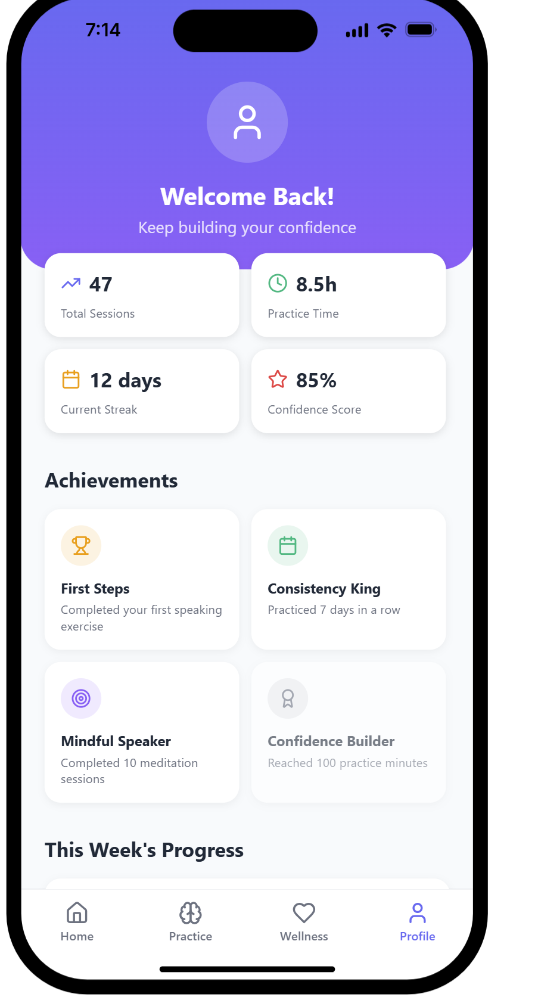 7:14
Welcome Back!
Keep building your confidence
47
Total Sessions
8.5h
Practice Time
12 days
Current Streak
85%
Confidence Score
Achievements
First Steps
Completed your first speaking
exercise
Consistency King
Practiced 7 days in a row
Mindful Speaker
Completed 10 meditation
sessions
Confidence Builder
Reached 100 practice minutes
This Week's Progress
Home
Practice
Wellness
Profile